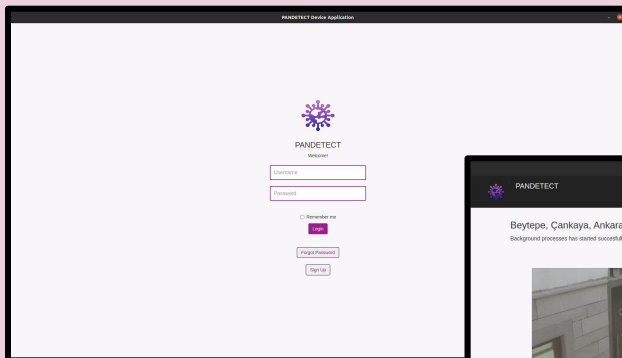 PANDETECT Device Application
PANDETECT
Welcome!
Username
Password
Remember me
Login
Forgot Password
Sign Up
PANDETECT
Beytepe, Çankaya, Ankara
Background processes has started succesfull